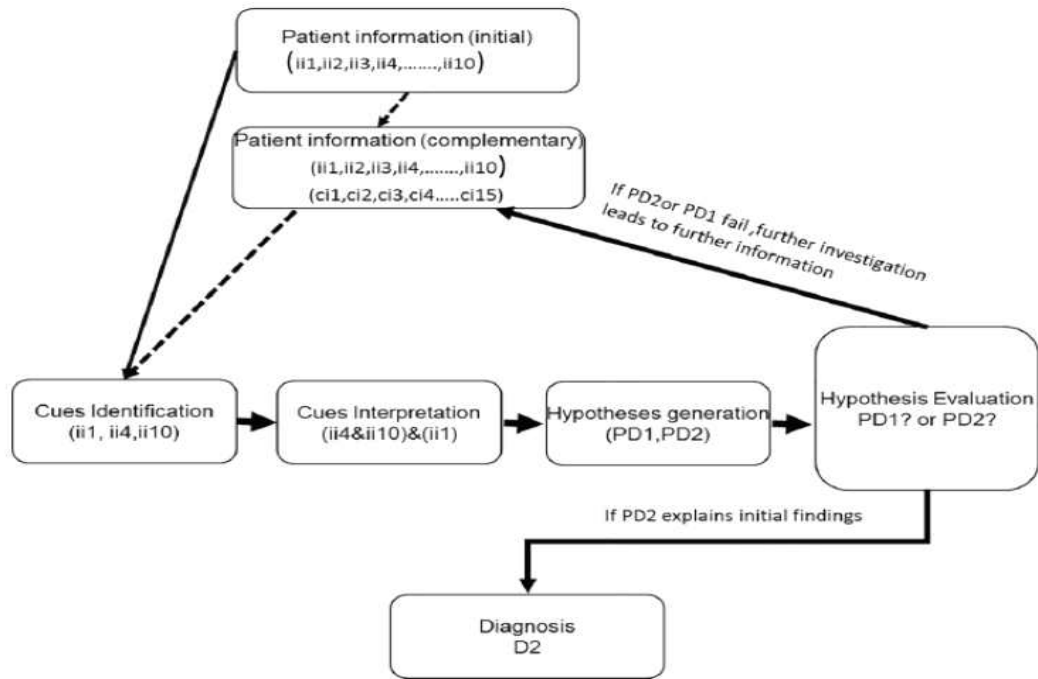 Patient information (initial)
(ii1,ii2,ii3,ii4,.......,ii10)
Patient information (complementary)
(ii1,ii2,ii3,ii4,.......,ii10)
(ci1,ci2,ci3,ci4.....ci15)
If PD2or PD1 fail ,further investigation
leads to further information
Cues Identification
(ii1, ii4,ii10)
Cues Interpretation
(ii4&ii10)&(ii1)
Hypotheses generation
(PD1,PD2)
Hypothesis Evaluation
PD1? or PD2?
If PD2 explains initial findings
Diagnosis
D2